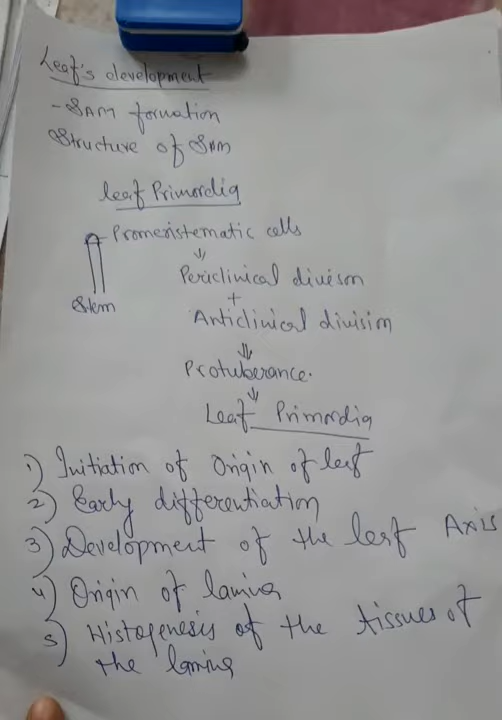 Leaf's development
- SAM formation
Structure of SAM
leaf Primordia
Promeristematic cells
⇓
Stem
Periclinical divison
+
Anticlinical division
⇓
Protuberance.
⇓
Leaf Primordia
1) Initiation of Origin of leaf
2) Early differentiation
3) Development of the leaf Axis
4) Origin of lamina
5) Histogenesis of the tissues of
the lamina